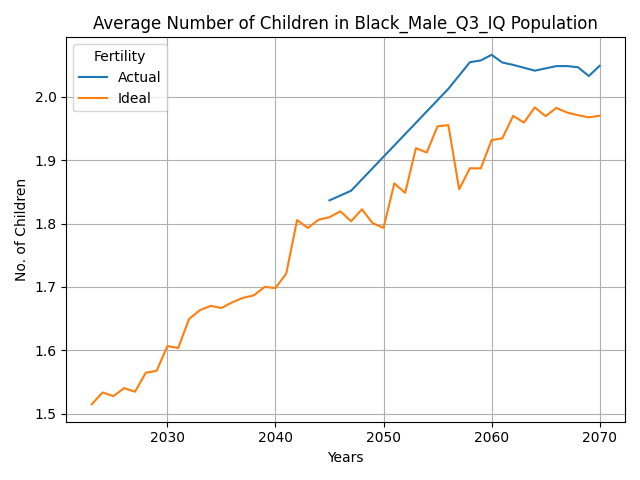 Average Number of Children in Black_Male_Q3_IQ Population
Fertility
Actual
Ideal
No. of Children
2.0
1.9
1.8
1.7
1.6
1.5
2030
2040
2050
2060
2070
Years